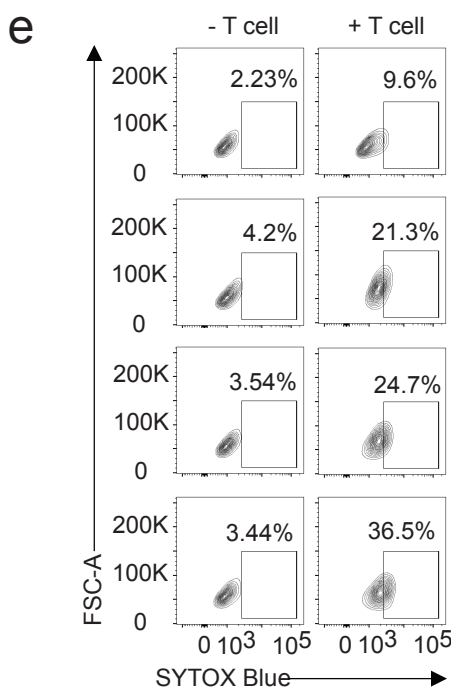 e
- T cell + T cell
200K 2.23% 9.6%
100K
0
200K 4.2% 21.3%
100K
0
200K 3.54% 24.7%
100K
0
200K 3.44% 36.5%
100K
0
FSC-A
0 10³ 10⁵ 0 10³ 10⁵
SYTOX Blue